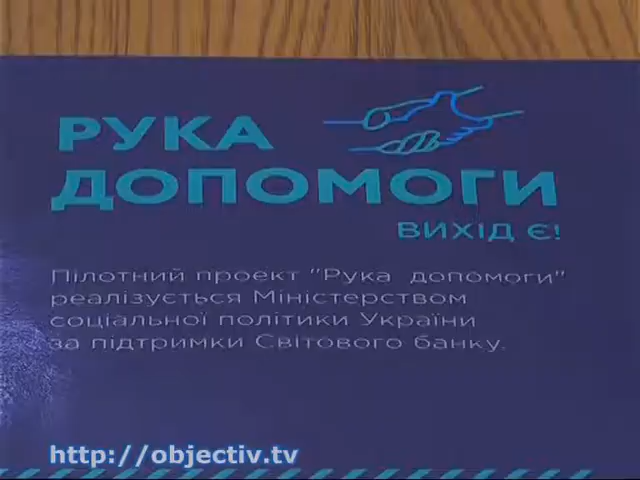 РУКА
ДОПОМОГИ
ВИХІД Є!
Пілотний проект "Рука допомоги"
реалізується Міністерством
соціальної політики України
за підтримки Світового банку.
http://objectiv.tv